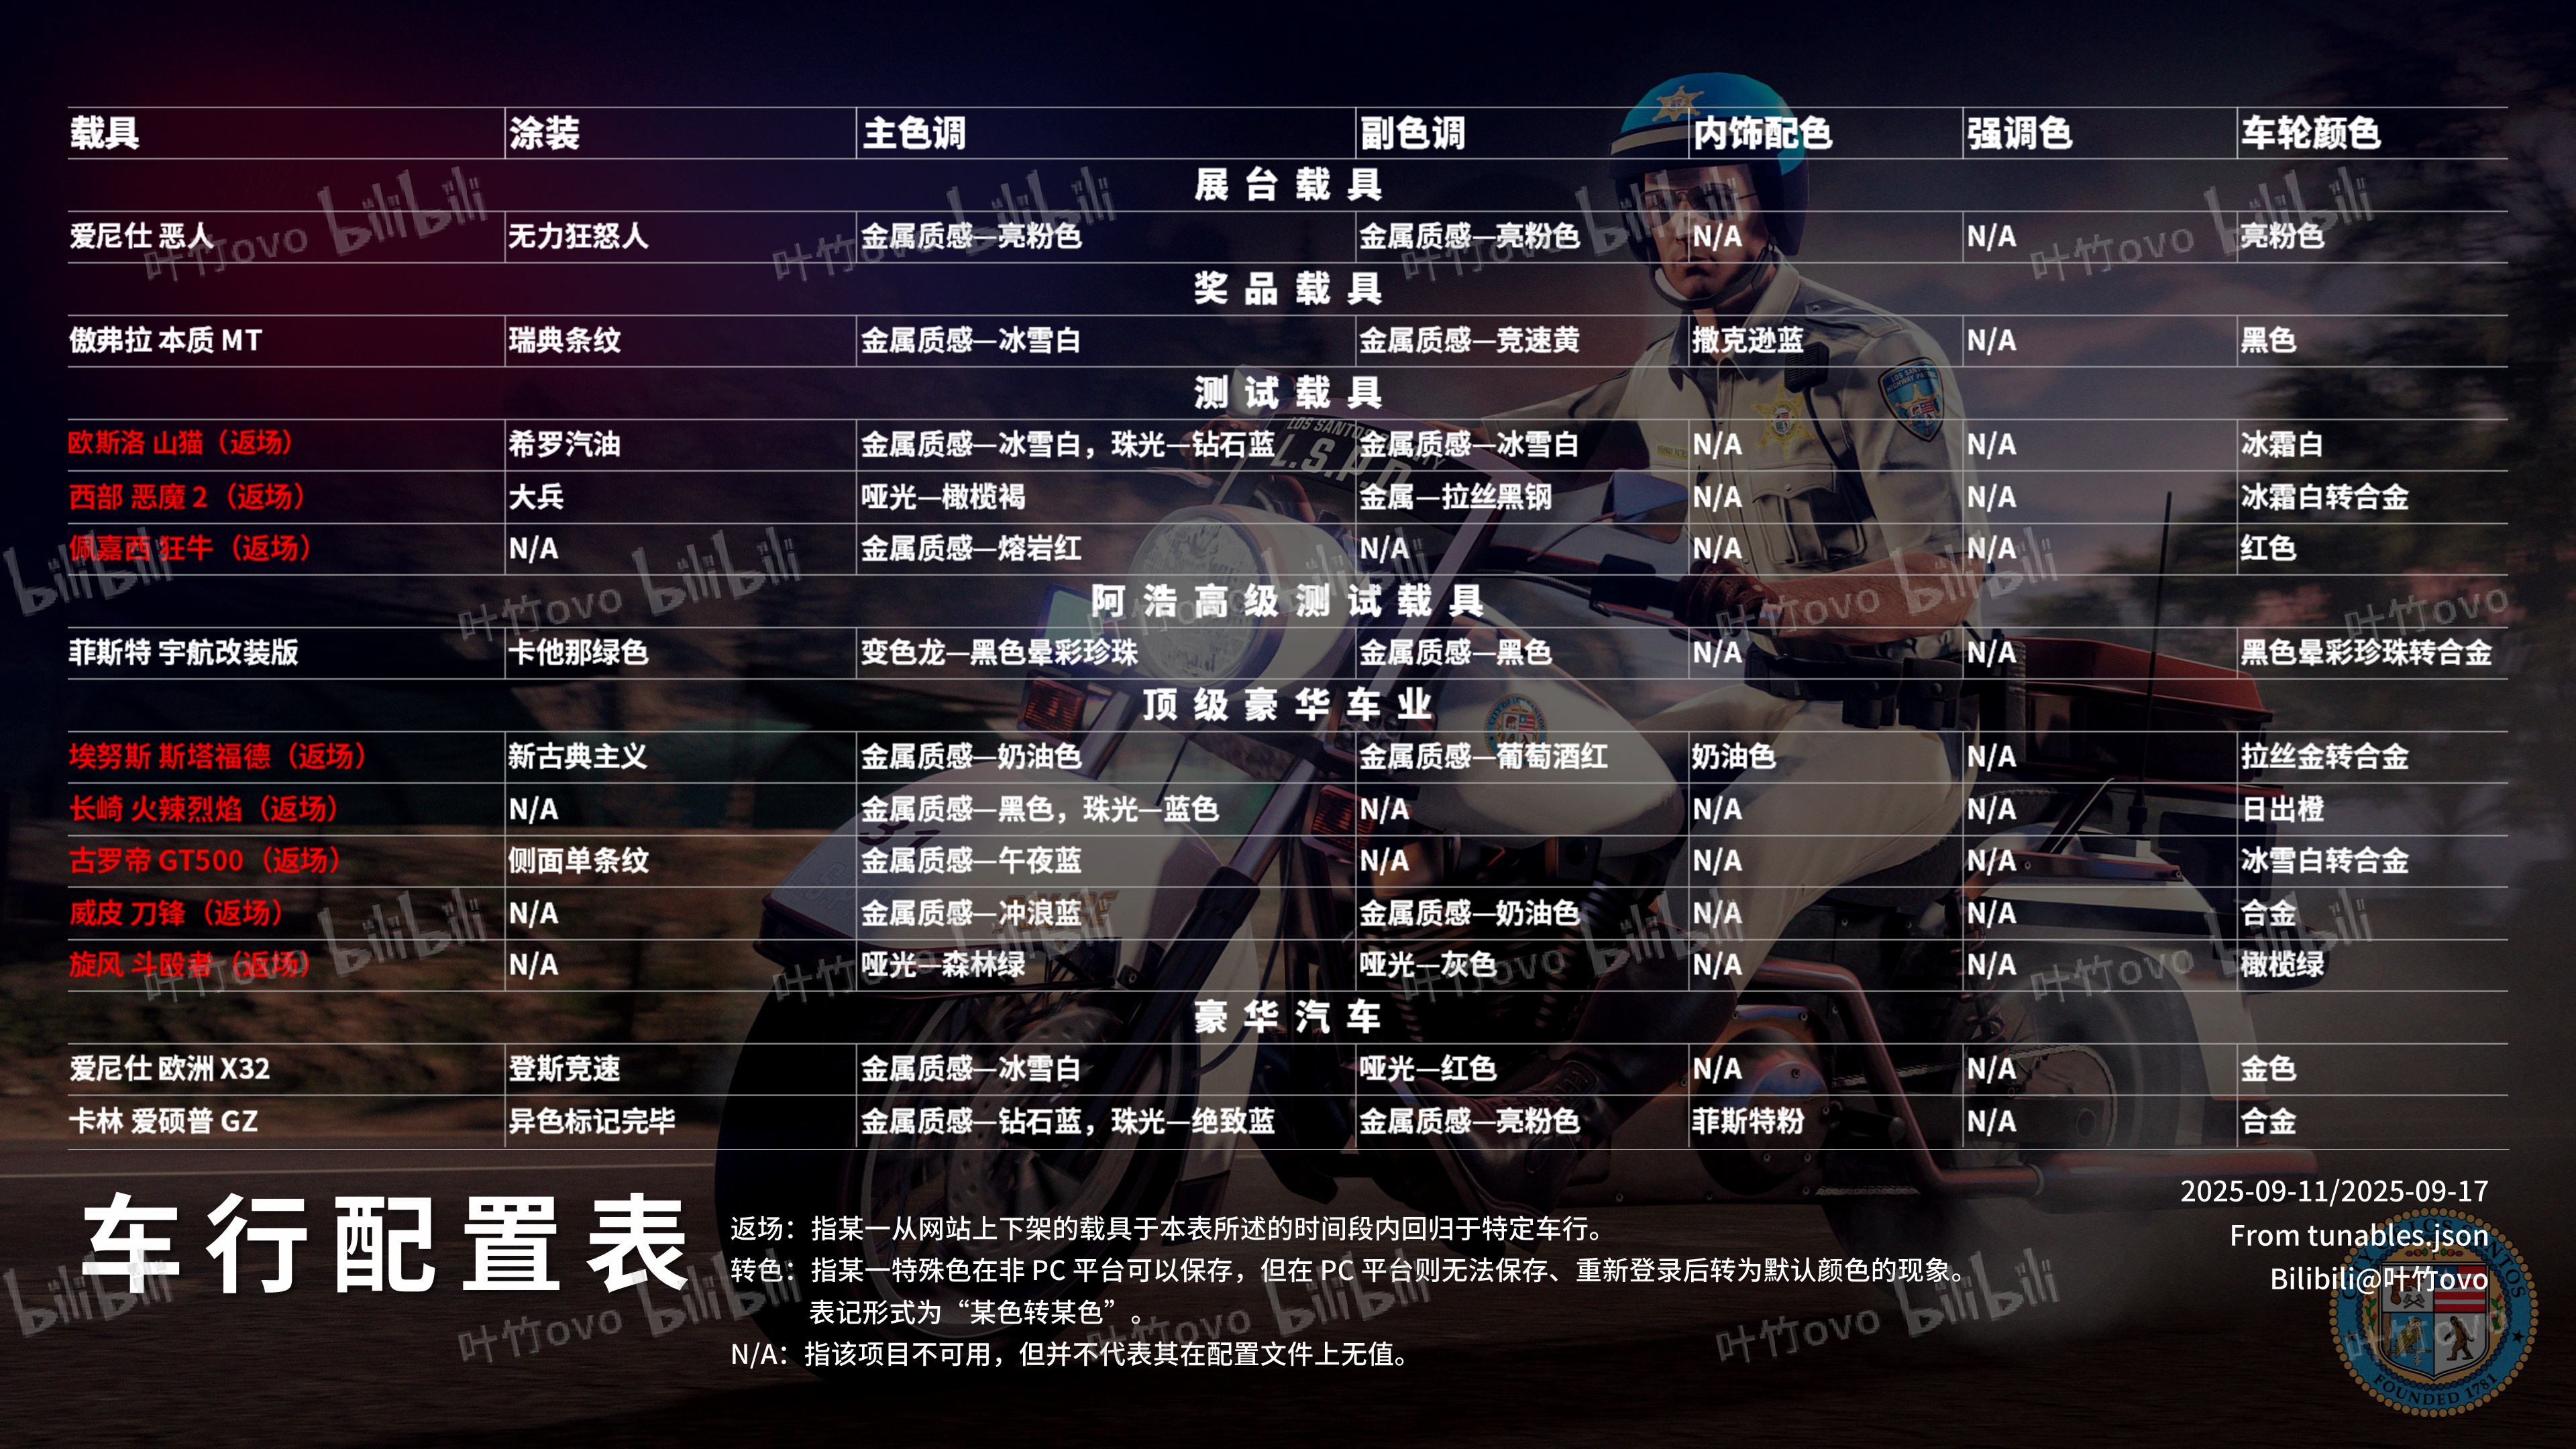 载具 涂装 主色调 副色调 内饰配色 强调色 车轮颜色
展台载具
爱尼仕 恶人 无力狂怒人 金属质感—亮粉色 金属质感—亮粉色 N/A N/A 亮粉色
奖品载具
傲弗拉 本质 MT 瑞典条纹 金属质感—冰雪白 金属质感—竞速黄 撒克逊蓝 N/A 黑色
测试载具
欧斯洛 山猫（返场） 希罗汽油 金属质感—冰雪白，珠光—钻石蓝 金属质感—冰雪白 N/A N/A 冰霜白
西部 恶魔 2（返场） 大兵 哑光—橄榄褐 金属—拉丝黑钢 N/A N/A 冰霜白转合金
佩嘉西 狂牛（返场） N/A 金属质感—熔岩红 N/A N/A N/A 红色
阿浩高级测试载具
菲斯特 宇航改装版 卡他那绿色 变色龙—黑色晕彩珍珠 金属质感—黑色 N/A N/A 黑色晕彩珍珠转合金
顶级豪华车业
埃努斯 斯塔福德（返场） 新古典主义 金属质感—奶油色 金属质感—葡萄酒红 奶油色 N/A 拉丝金转合金
长崎 火辣烈焰（返场） N/A 金属质感—黑色，珠光—蓝色 N/A N/A N/A 日出橙
古罗帝 GT500（返场） 侧面单条纹 金属质感—午夜蓝 N/A N/A N/A 冰雪白转合金
威皮 刀锋（返场） N/A 金属质感—冲浪蓝 金属质感—奶油色 N/A N/A 合金
旋风 斗殴者（返场） N/A 哑光—森林绿 哑光—灰色 N/A N/A 橄榄绿
豪华汽车
爱尼仕 欧洲 X32 登斯竞速 金属质感—冰雪白 哑光—红色 N/A N/A 金色
卡林 爱硕普 GZ 异色标记完毕 金属质感—钻石蓝，珠光—绝致蓝 金属质感—亮粉色 菲斯特粉 N/A 合金
车行配置表
返场：指某一从网站上下架的载具于本表所述的时间段内回归于特定车行。
转色：指某一特殊色在非 PC 平台可以保存，但在 PC 平台则无法保存、重新登录后转为默认颜色的现象。
表记形式为“某色转某色”。
N/A：指该项目不可用，但并不代表其在配置文件上无值。
2025-09-11/2025-09-17
From tunables.json
Bilibili@叶竹ovo
叶竹ovo bilibili
LOS SANTOS
L.S.P.D.
FOUNDED 1781